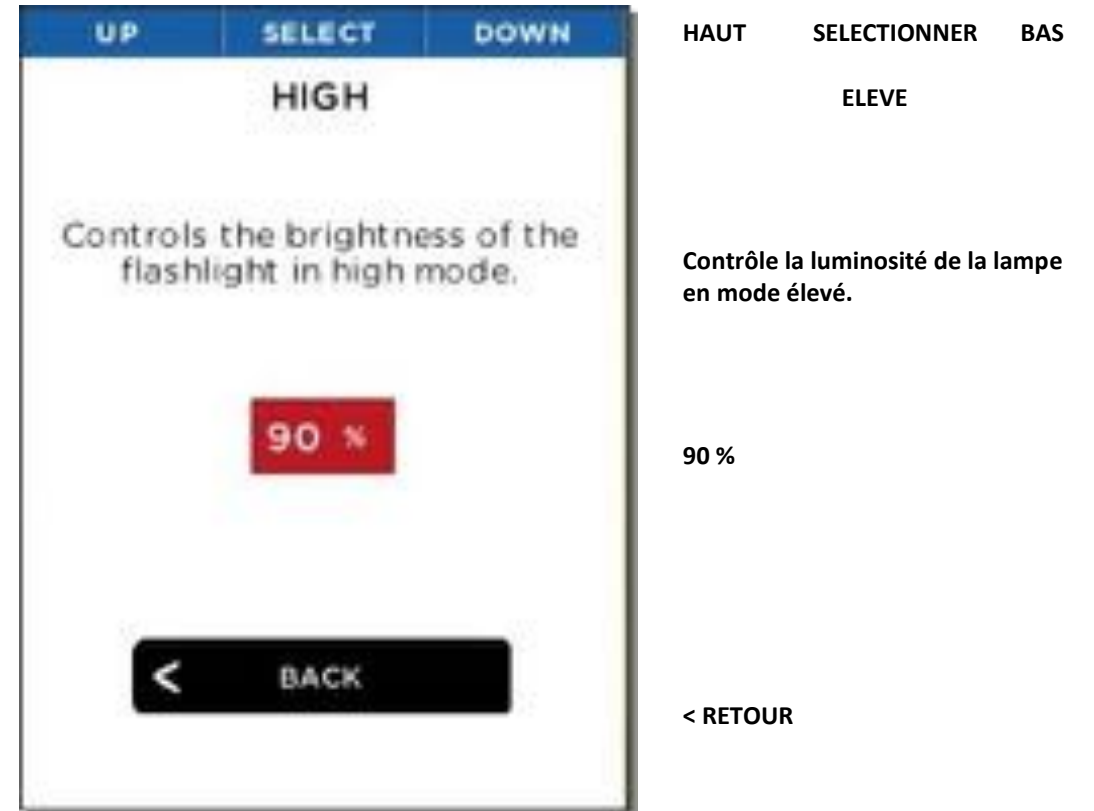 UP SELECT DOWN
HIGH
Controls the brightness of the
flashlight in high mode.
90 %
< BACK
HAUT SELECTIONNER BAS
ELEVE
Contrôle la luminosité de la lampe
en mode élevé.
90 %
< RETOUR